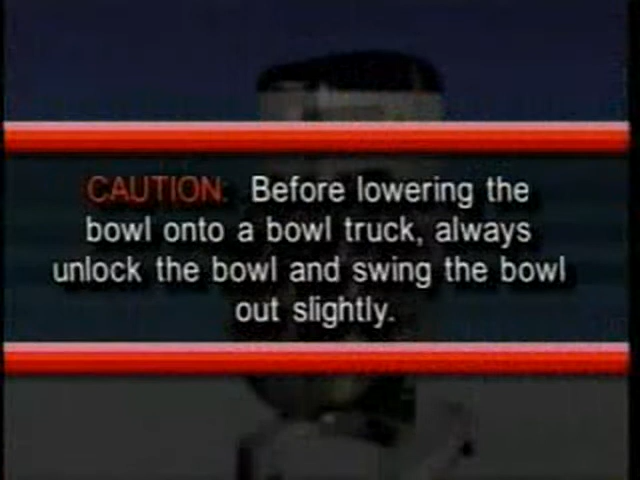 CAUTION: Before lowering the
bowl onto a bowl truck, always
unlock the bowl and swing the bowl
out slightly.